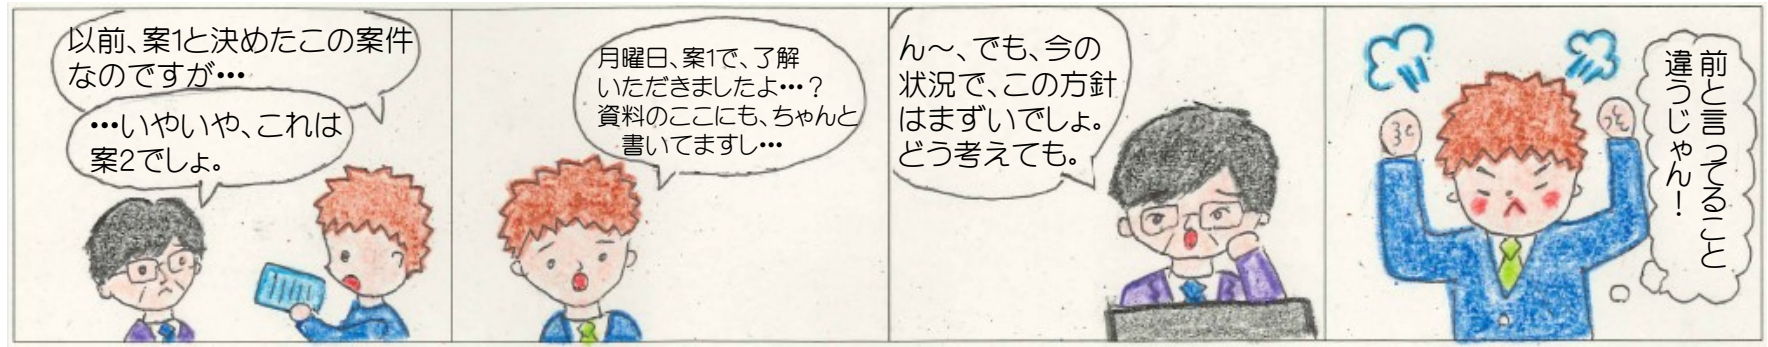 以前、案1と決めたこの案件
なのですが•••
•••いやいや、これは
案2でしょ。
月曜日、案1で、了解
いただきましたよ•••？
資料のここにも、ちゃんと
書いてますし•••
ん～、でも、今の
状況で、この方針
はまずいでしょ。
どう考えても。
前と言ってること
違うじゃん！